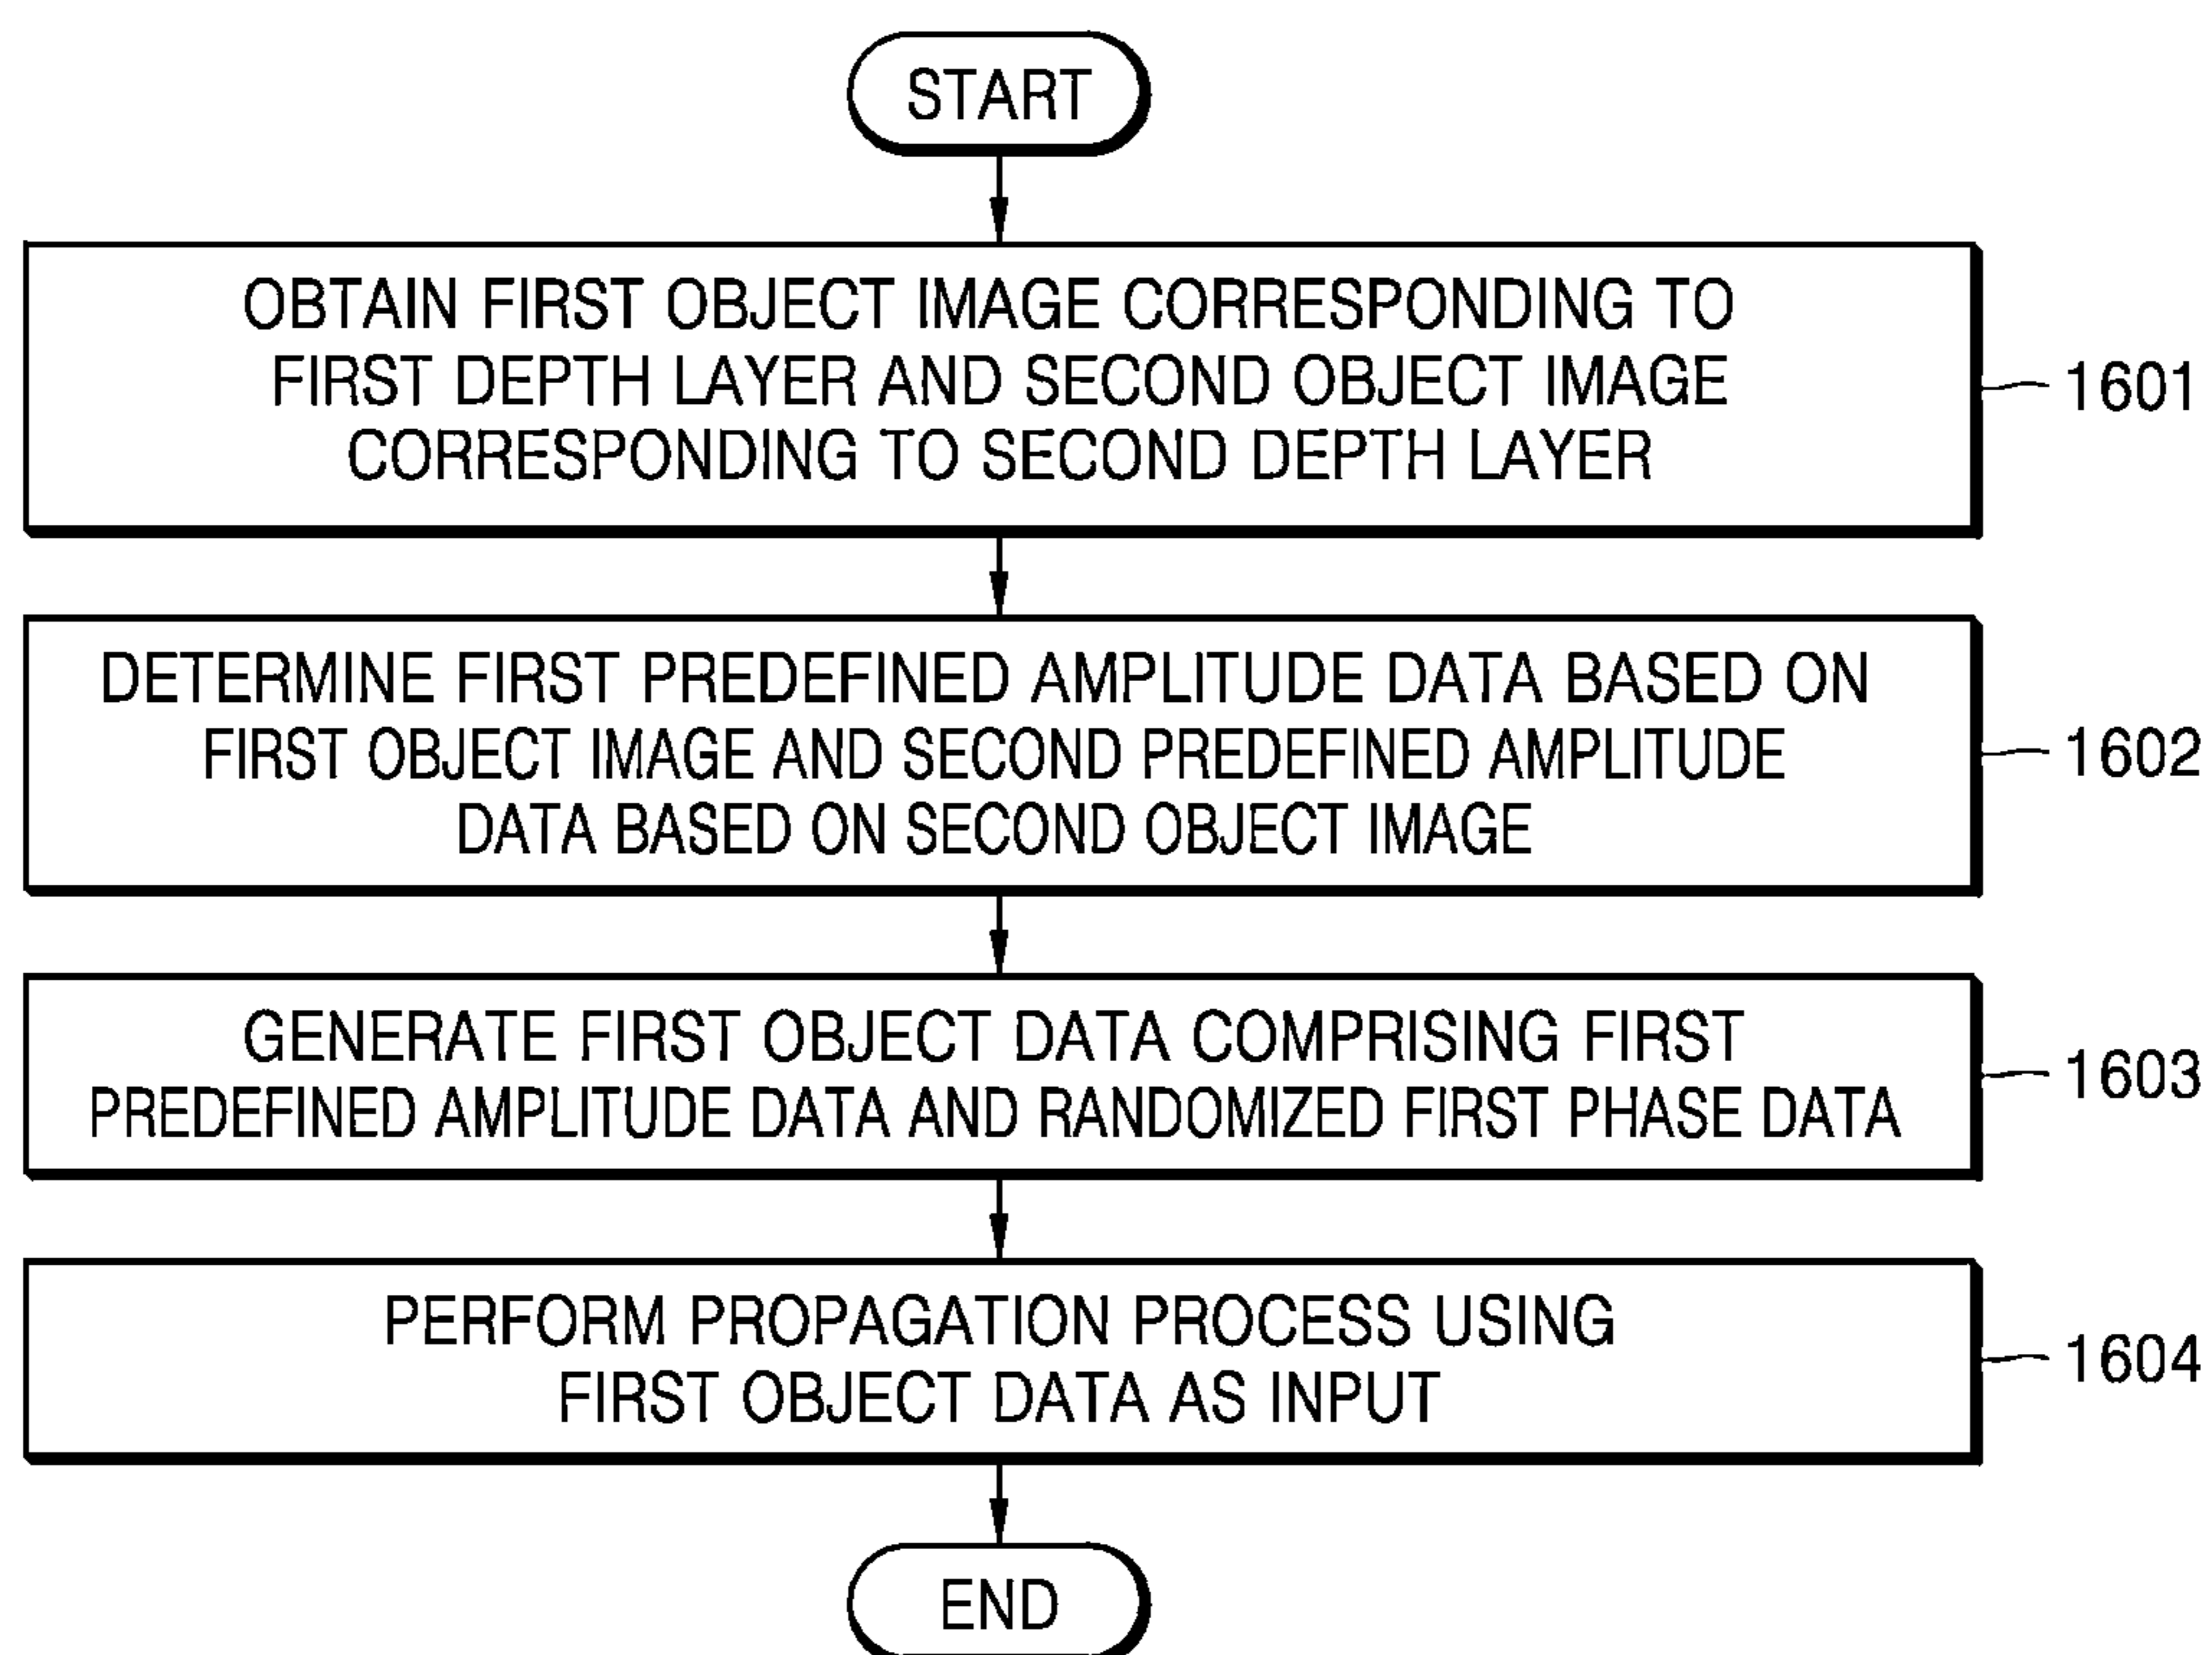 START
OBTAIN FIRST OBJECT IMAGE CORRESPONDING TO
FIRST DEPTH LAYER AND SECOND OBJECT IMAGE
CORRESPONDING TO SECOND DEPTH LAYER
1601
DETERMINE FIRST PREDEFINED AMPLITUDE DATA BASED ON
FIRST OBJECT IMAGE AND SECOND PREDEFINED AMPLITUDE
DATA BASED ON SECOND OBJECT IMAGE
1602
GENERATE FIRST OBJECT DATA COMPRISING FIRST
PREDEFINED AMPLITUDE DATA AND RANDOMIZED FIRST PHASE DATA
1603
PERFORM PROPAGATION PROCESS USING
FIRST OBJECT DATA AS INPUT
1604
END